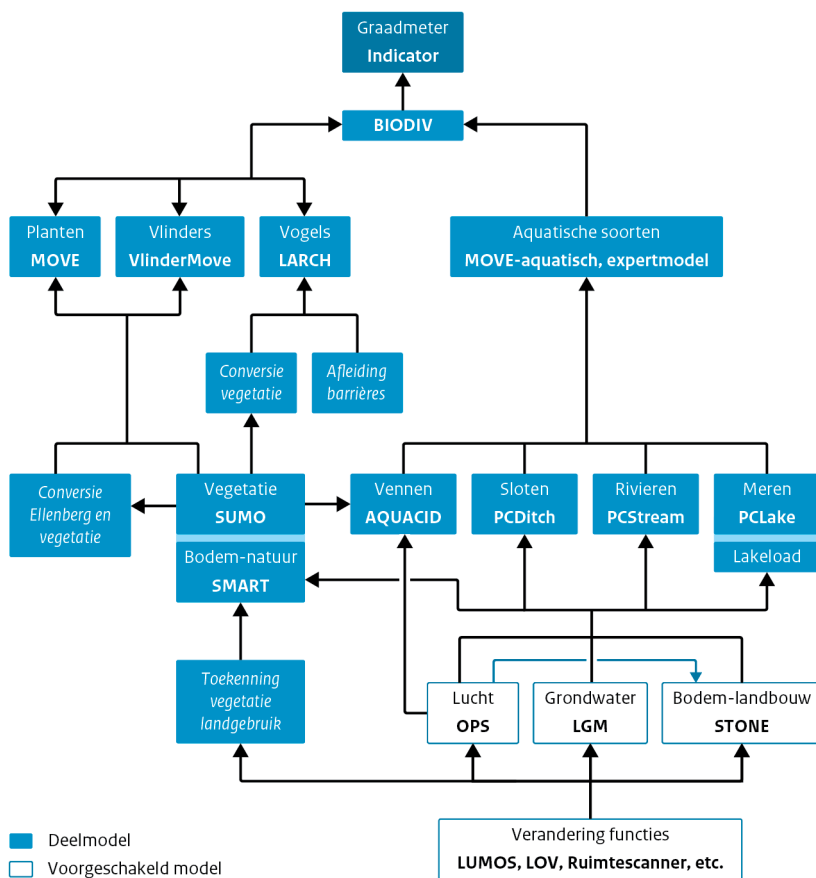 Graadmeter
Indicator
BIODIV
Planten
MOVE
Vlinders
VlinderMove
Vogels
LARCH
Aquatische soorten
MOVE-aquatisch, expertmodel
Conversie
vegetatie
Afleiding
barrières
Conversie
Ellenberg en
vegetatie
Vegetatie
SUMO
Bodem-natuur
SMART
Vennen
AQUACID
Sloten
PCDitch
Rivieren
PCStream
Meren
PCLake
Lakeload
Toekenning
vegetatie
landgebruik
Lucht
OPS
Grondwater
LGM
Bodem-landbouw
STONE
Verandering functies
LUMOS, LOV, Ruimtescanner, etc.
Deelmodel
Voorgeschakeld model